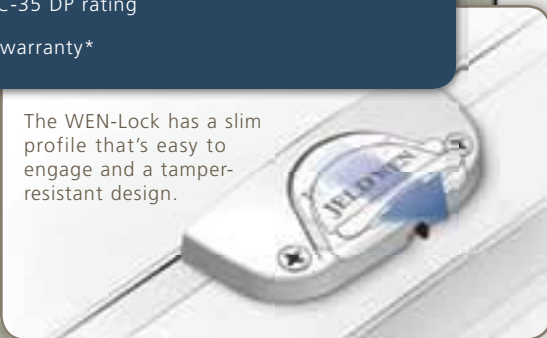 C-35 DP rating
warranty*
The WEN-Lock has a slim
profile that's easy to
engage and a tamper-
resistant design.
JELD-WEN